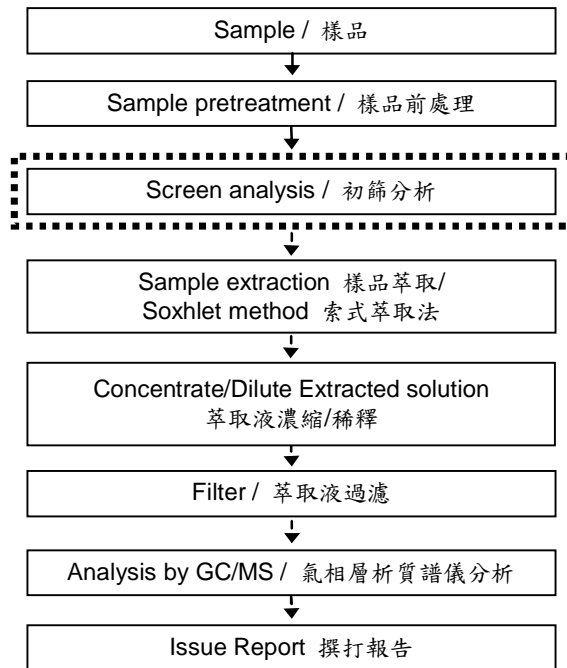 Sample / 樣品
Sample pretreatment / 樣品前處理
Screen analysis / 初篩分析
Sample extraction 樣品萃取/
Soxhlet method 索式萃取法
Concentrate/Dilute Extracted solution
萃取液濃縮/稀釋
Filter / 萃取液過濾
Analysis by GC/MS / 氣相層析質譜儀分析
Issue Report 撰打報告